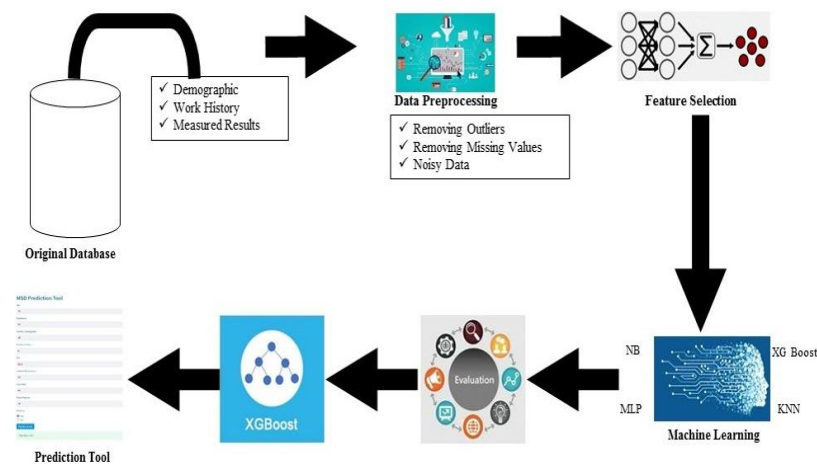 ✓ Demographic
✓ Work History
✓ Measured Results
Original Database
Data Preprocessing
✓ Removing Outliers
✓ Removing Missing Values
✓ Noisy Data
Σ
Feature Selection
NB
XG Boost
MLP
KNN
Machine Learning
Evaluation
XGBoost
MSD Prediction Tool
Prediction Tool